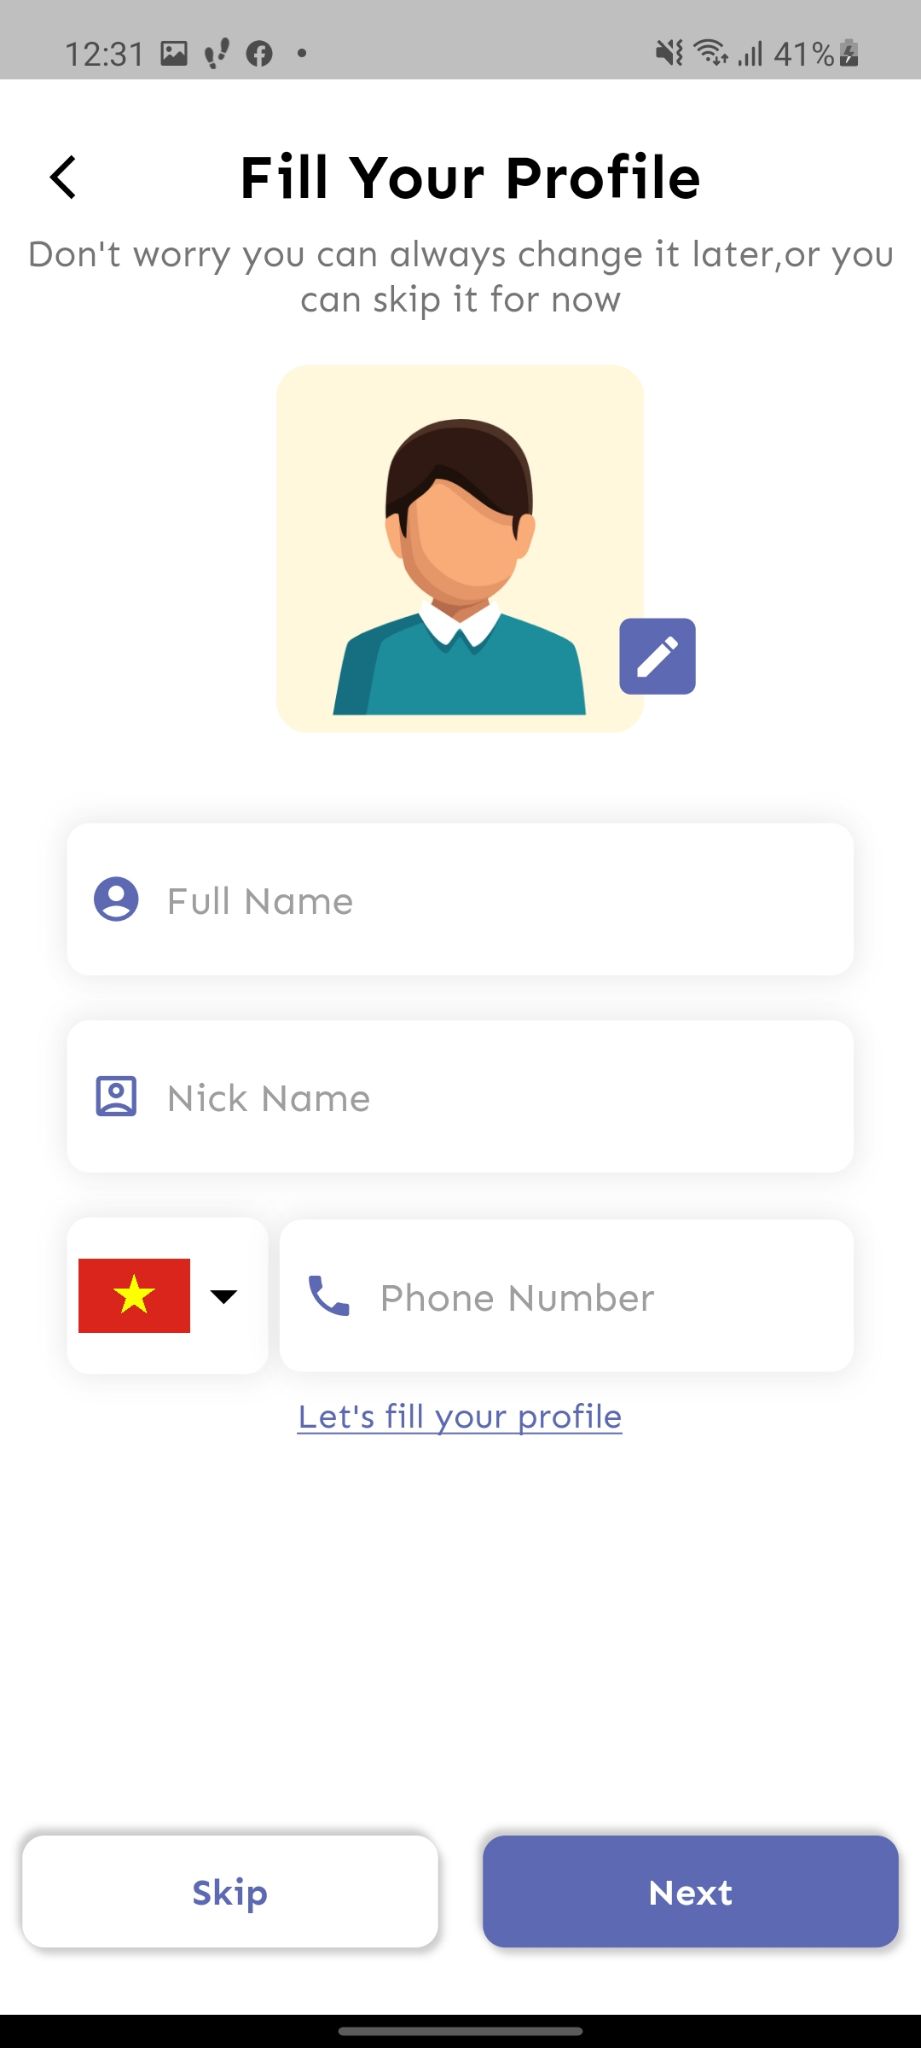 12:31
41%
Fill Your Profile
Don't worry you can always change it later,or you
can skip it for now
Full Name
Nick Name
Phone Number
Let's fill your profile
Skip
Next